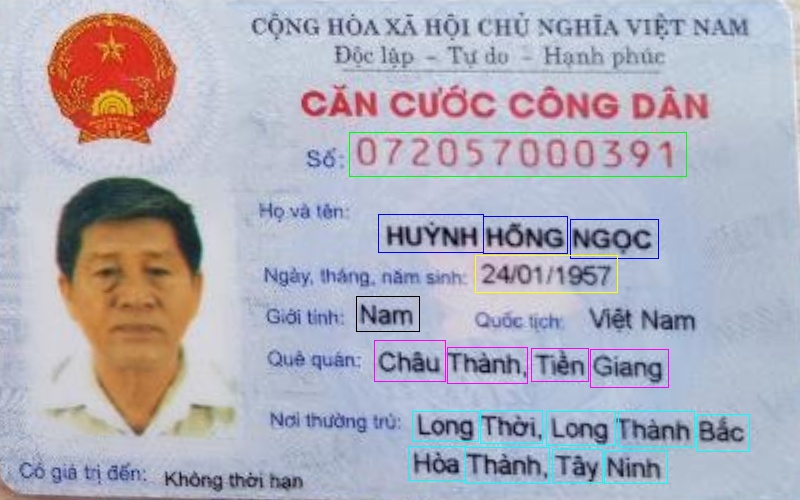 CỘNG HÒA XÃ HỘI CHỦ NGHĨA VIỆT NAM
Độc lập - Tự do - Hạnh phúc
CĂN CƯỚC CÔNG DÂN
Số: 072057000391
Họ và tên:
HUỲNH HỒNG NGỌC
Ngày, tháng, năm sinh: 24/01/1957
Giới tính: Nam Quốc tịch: Việt Nam
Quê quán: Châu Thành, Tiền Giang
Nơi thường trú: Long Thời, Long Thành Bắc
Hòa Thành, Tây Ninh
Có giá trị đến: Không thời hạn